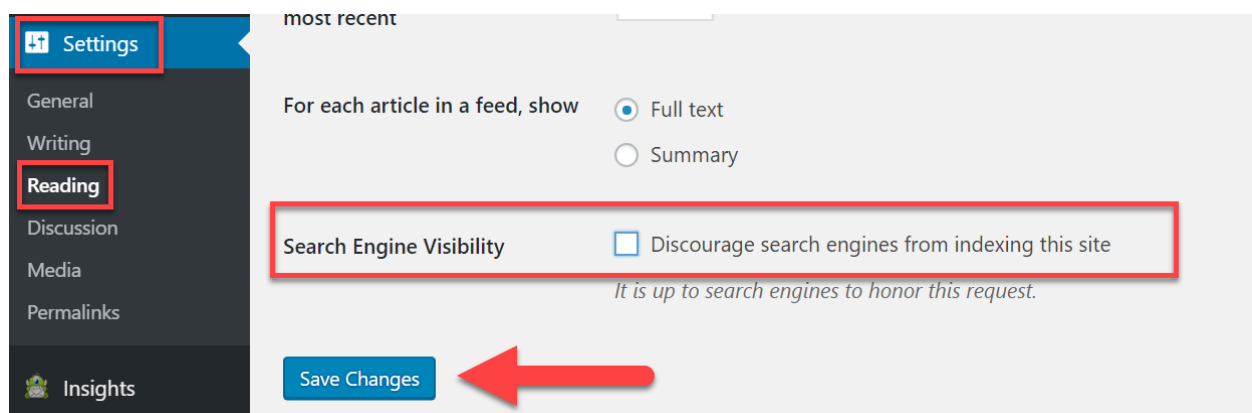 Settings
General
Writing
Reading
Discussion
Media
Permalinks
Insights
most recent
For each article in a feed, show
Full text
Summary
Search Engine Visibility
Discourage search engines from indexing this site
It is up to search engines to honor this request.
Save Changes